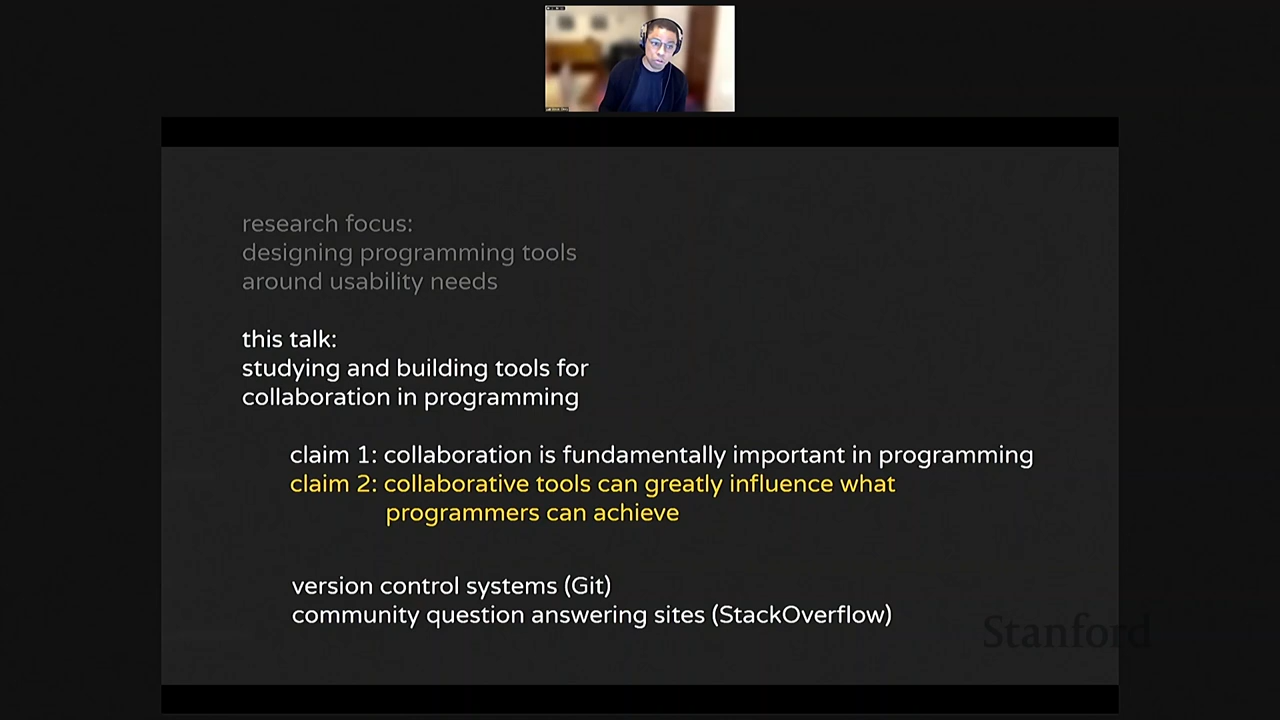 research focus:
designing programming tools
around usability needs
this talk:
studying and building tools for
collaboration in programming
claim 1: collaboration is fundamentally important in programming
claim 2: collaborative tools can greatly influence what
programmers can achieve
version control systems (Git)
community question answering sites (StackOverflow)
Stanford